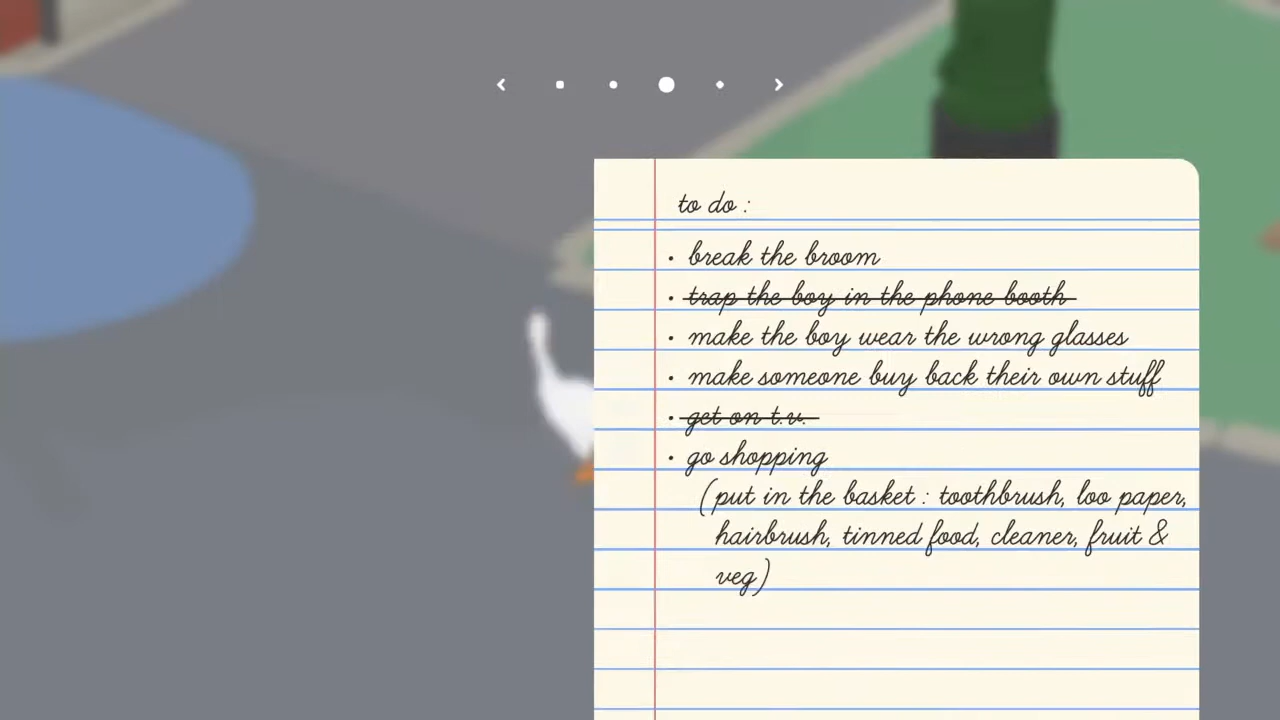 to do :
• break the broom
• trap the boy in the phone booth
• make the boy wear the wrong glasses
• make someone buy back their own stuff
• get on t.v.
• go shopping
(put in the basket : toothbrush, loo paper,
hairbrush, tinned food, cleaner, fruit &
veg)